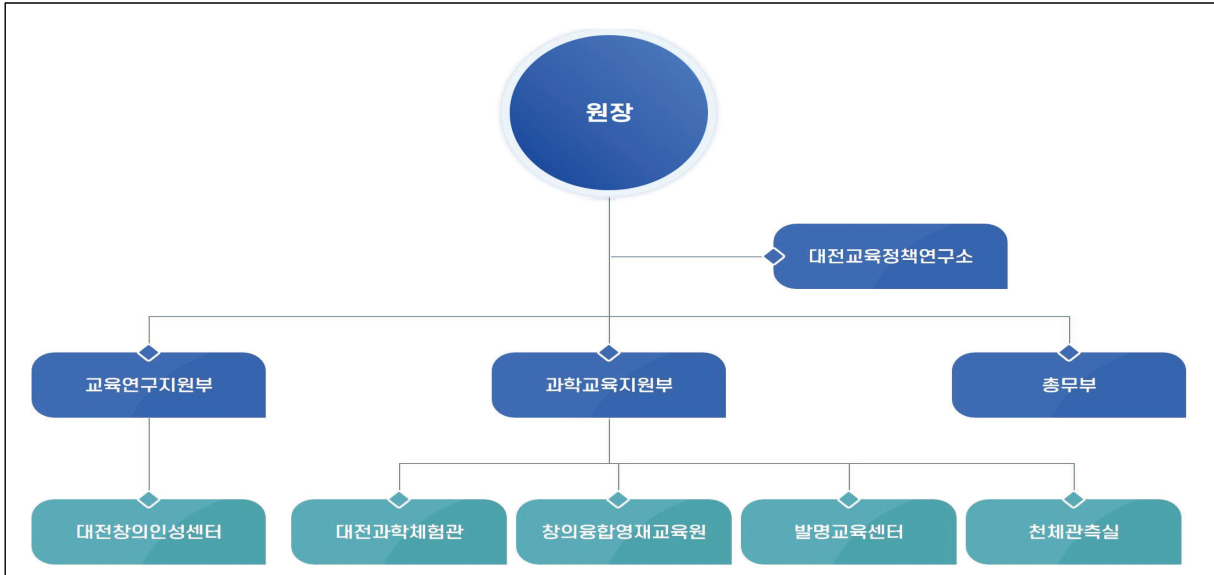 원장
대전교육정책연구소
교육연구지원부
과학교육지원부
총무부
대전창의인성센터
대전과학체험관
창의융합영재교육원
발명교육센터
천체관측실